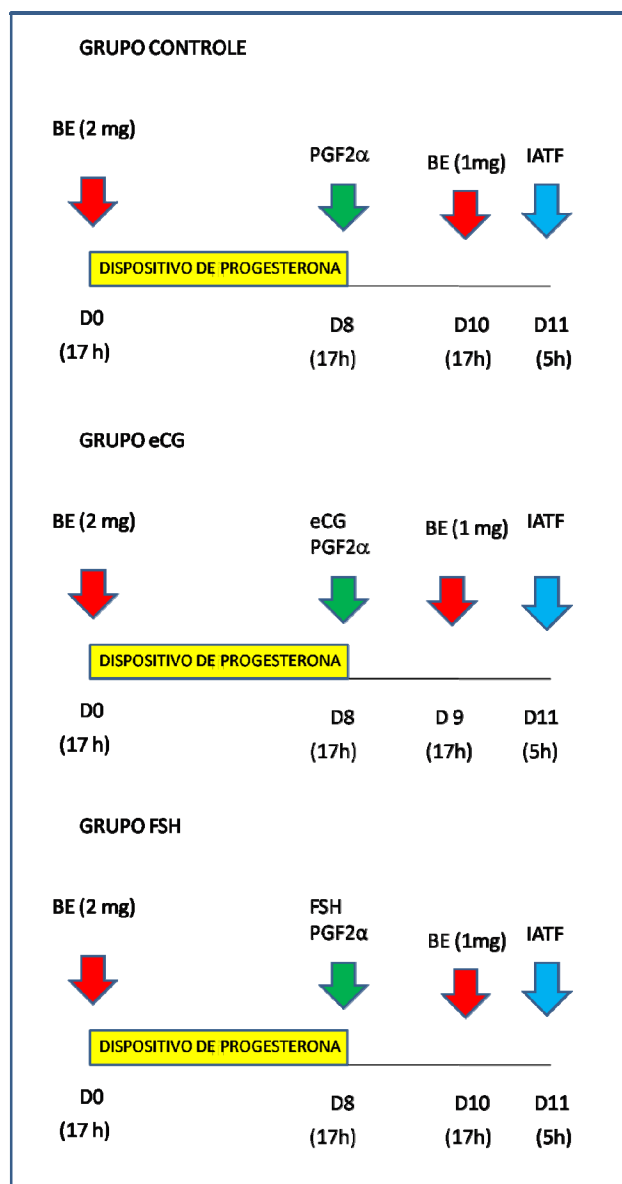 GRUPO CONTROLE
BE (2 mg)
PGF2α
BE (1mg)
IATF
DISPOSITIVO DE PROGESTERONA
D0
(17 h)
D8
(17h)
D10
(17h)
D11
(5h)
GRUPO eCG
BE (2 mg)
eCG
PGF2α
BE (1 mg)
IATF
DISPOSITIVO DE PROGESTERONA
D0
(17 h)
D8
(17h)
D 9
(17h)
D11
(5h)
GRUPO FSH
BE (2 mg)
FSH
PGF2α
BE (1mg)
IATF
DISPOSITIVO DE PROGESTERONA
D0
(17 h)
D8
(17h)
D10
(17h)
D11
(5h)